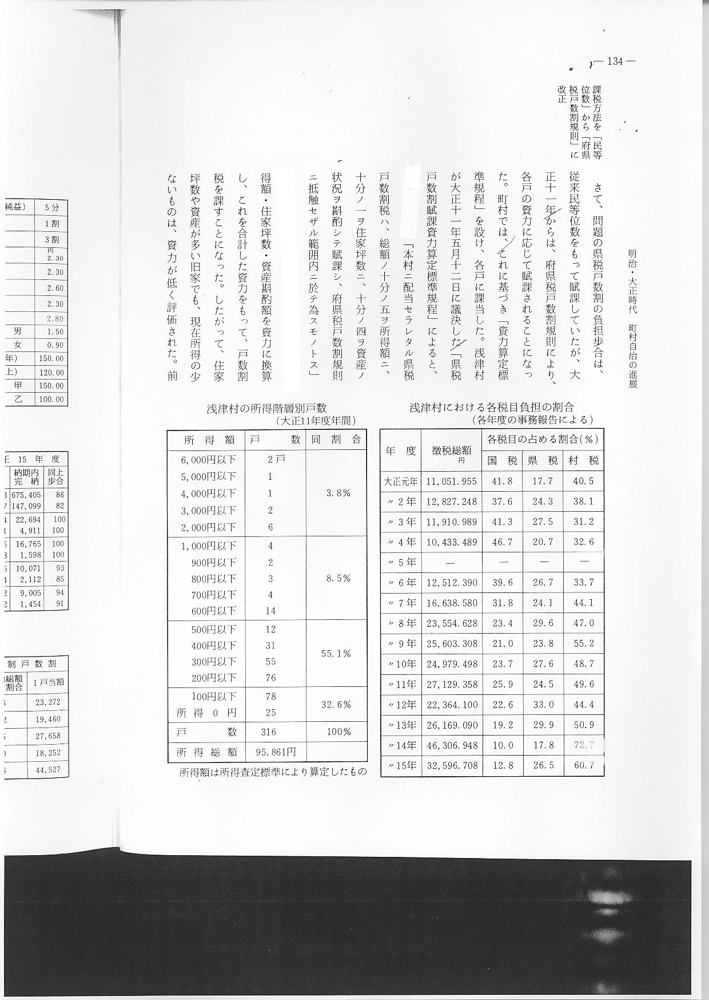 — 134 —
明治・大正時代 町村自治の進展
課税方法を「民等
位数」から「府県
税戸数割規則」に
改正
さて、問題の県税戸数割の負担歩合は、
従来民等位数をもって賦課していたが、大
正十一年からは、府県税戸数割規則により、
各戸の資力に応じて賦課されることになっ
た。町村では、これに基づき「資力算定標
準規程」を設け、各戸に課当した。浅津村
が大正十一年五月十二日に議決した「県税
戸数割賦課資力算定標準規程」によると、
「本村ニ配当セラレタル県税
戸数割税ハ、総額ノ十分ノ五ヲ所得額ニ、
十分ノ一ヲ住家坪数ニ、十分ノ四ヲ資産ノ
状況ヲ斟酌シテ賦課シ、府県税戸数割規則
ニ抵触セザル範囲内ニ於テ為スモノトス」
得額・住家坪数・資産斟酌額を資力に換算
し、これを合計した資力をもって、戸数割
税を課すことになった。したがって、住家
坪数や資産が多い旧家でも、現在所得の少
ないものは、資力が低く評価された。前
浅津村における各税目負担の割合
(各年度の事務報告による)
年度 徴税総額 円 各税目の占める割合(%)
国税 県税 村税
大正元年 11,051.955 41.8 17.7 40.5
〃2年 12,827.248 37.6 24.3 38.1
〃3年 11,910.989 41.3 27.5 31.2
〃4年 10,433.489 46.7 20.7 32.6
〃5年 — — — —
〃6年 12,512.390 39.6 26.7 33.7
〃7年 16,638.580 31.8 24.1 44.1
〃8年 23,554.628 23.4 29.6 47.0
〃9年 25,603.308 21.0 23.8 55.2
〃10年 24,979.498 23.7 27.6 48.7
〃11年 27,129.358 25.9 24.5 49.6
〃12年 22,364.100 22.6 33.0 44.4
〃13年 26,169.090 19.2 29.9 50.9
〃14年 46,306.948 10.0 17.8 72.7
〃15年 32,596.708 12.8 26.5 60.7
浅津村の所得階層別戸数
(大正11年度年間)
所得額 戸数 同割合
6,000円以下 2戸
5,000円以下 1
4,000円以下 1 3.8%
3,000円以下 2
2,000円以下 6
1,000円以下 4
900円以下 2
800円以下 3 8.5%
700円以下 4
600円以下 14
500円以下 12
400円以下 31
300円以下 55 55.1%
200円以下 76
100円以下 78
所得0円 25 32.6%
戸数 316 100%
所得総額 95.861円
所得額は所得査定標準により算定したもの
純益) 5分
1割
3割
円
2.30
2.30
2.60
2.30
2.80
男 1.50
女 0.90
年) 150.00
上) 120.00
甲 150.00
乙 100.00
15年度
納期内完納 同上歩合
675,405 86
147,099 82
22,694 100
4,911 100
16,765 100
1,598 100
10,071 93
2,112 85
9,005 94
1,454 91
制戸数割
総額割合 1戸当額
23,272
19,460
27,658
18,252
44,527